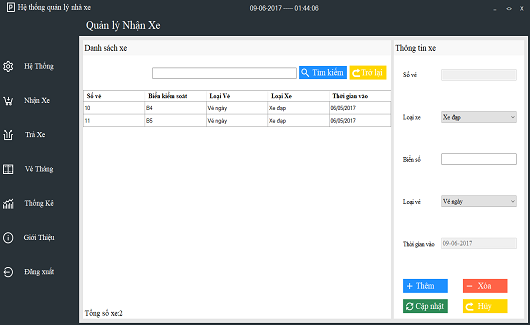 P Hệ thống quản lý nhà xe
09-06-2017 ---- 01:44:06
Quản lý Nhận Xe
Hệ Thống
Nhận Xe
Trả Xe
Vé Tháng
Thống Kê
Giới Thiệu
Đăng xuất
Danh sách xe
Tìm kiếm
Trở lại
Số vé Biển kiểm soát Loại Vé Loại Xe Thời gian vào
10 B4 Vé ngày Xe đạp 06/05/2017
11 B5 Vé ngày Xe đạp 06/05/2017
Tổng số xe:2
Thông tin xe
Số vé
Loại xe Xe đạp
Biển số
Loại vé Vé ngày
Thời gian vào 09-06-2017
Thêm
Xóa
Cập nhật
Hủy